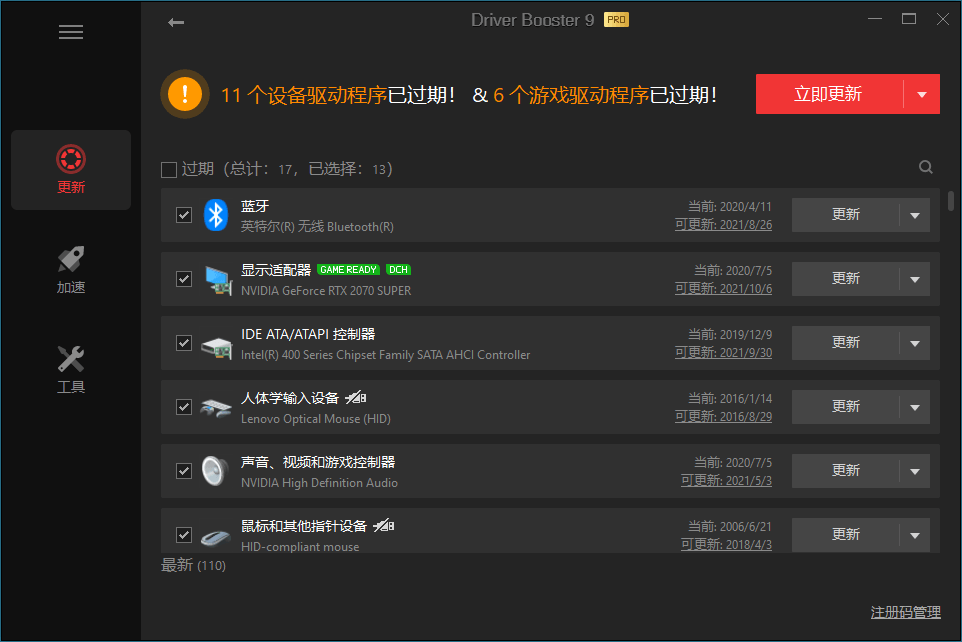 Driver Booster 9 PRO
11 个设备驱动程序已过期！ & 6 个游戏驱动程序已过期！
立即更新
过期（总计：17，已选择：13）
更新
加速
工具
蓝牙
英特尔(R) 无线 Bluetooth(R)
当前: 2020/4/11
可更新: 2021/8/26
更新
显示适配器 GAME READY DCH
NVIDIA GeForce RTX 2070 SUPER
当前: 2020/7/5
可更新: 2021/10/6
更新
IDE ATA/ATAPI 控制器
Intel(R) 400 Series Chipset Family SATA AHCI Controller
当前: 2019/12/9
可更新: 2021/9/30
更新
人体学输入设备
Lenovo Optical Mouse (HID)
当前: 2016/1/14
可更新: 2016/8/29
更新
声音、视频和游戏控制器
NVIDIA High Definition Audio
当前: 2020/7/5
可更新: 2021/5/3
更新
鼠标和其他指针设备
HID-compliant mouse
当前: 2006/6/21
可更新: 2018/4/3
更新
最新 (110)
注册码管理